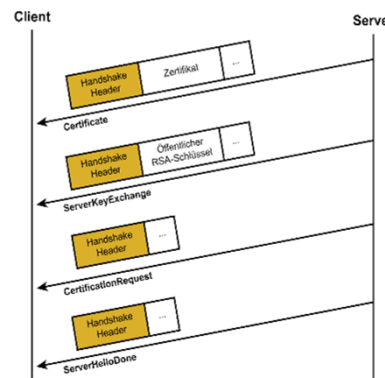 Client
Serve
Handshake
Header
Zertifikat
...
Certificate
Handshake
Header
Öffentlicher
RSA-Schlüssel
...
ServerKeyExchange
Handshake
Header
...
CertificationRequest
Handshake
Header
...
ServerHelloDone